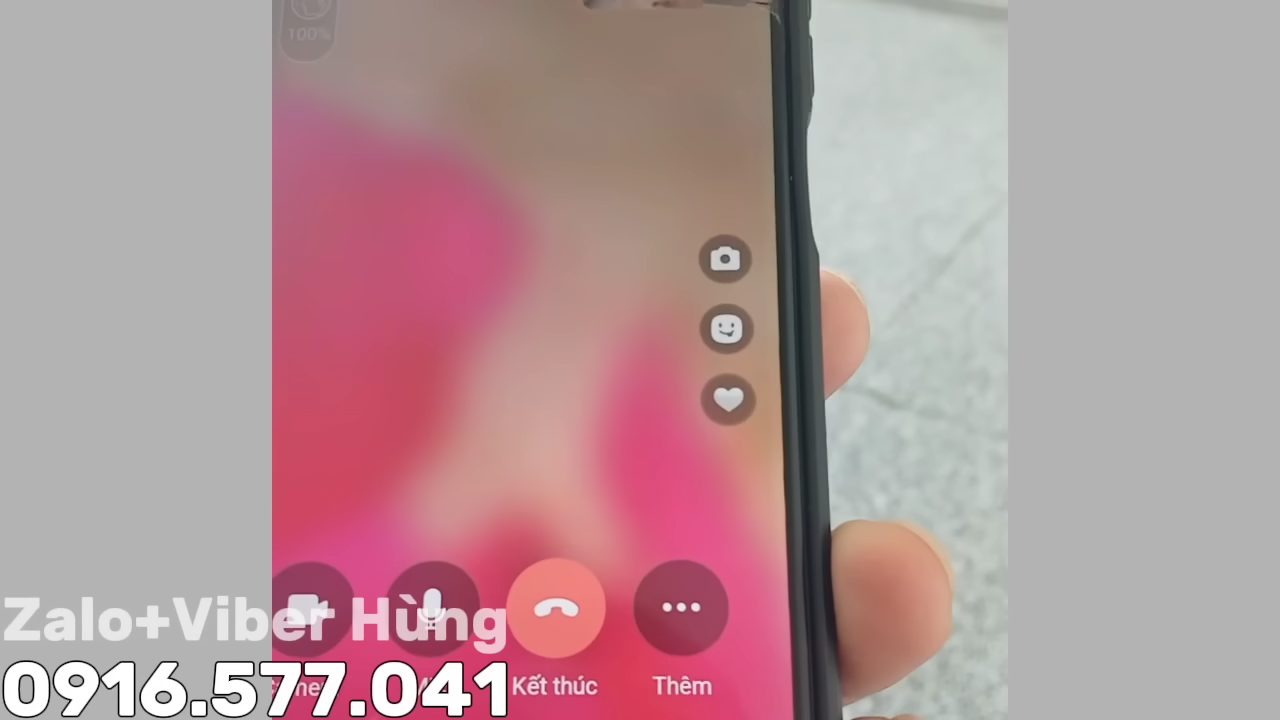 100%
Zalo+Viber Hùng
0916.577.041
Kết thúc
Thêm